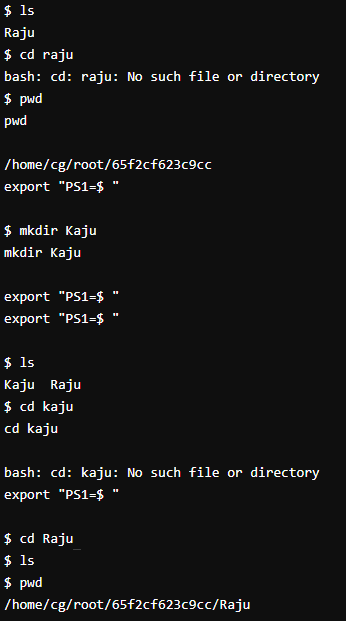 $ ls
Raju
$ cd raju
bash: cd: raju: No such file or directory
$ pwd
pwd
/home/cg/root/65f2cf623c9cc
export "PS1=$ "
$ mkdir Kaju
mkdir Kaju
export "PS1=$ "
export "PS1=$ "
$ ls
Kaju  Raju
$ cd kaju
cd kaju
bash: cd: kaju: No such file or directory
export "PS1=$ "
$ cd Raju_
$ ls
$ pwd
/home/cg/root/65f2cf623c9cc/Raju